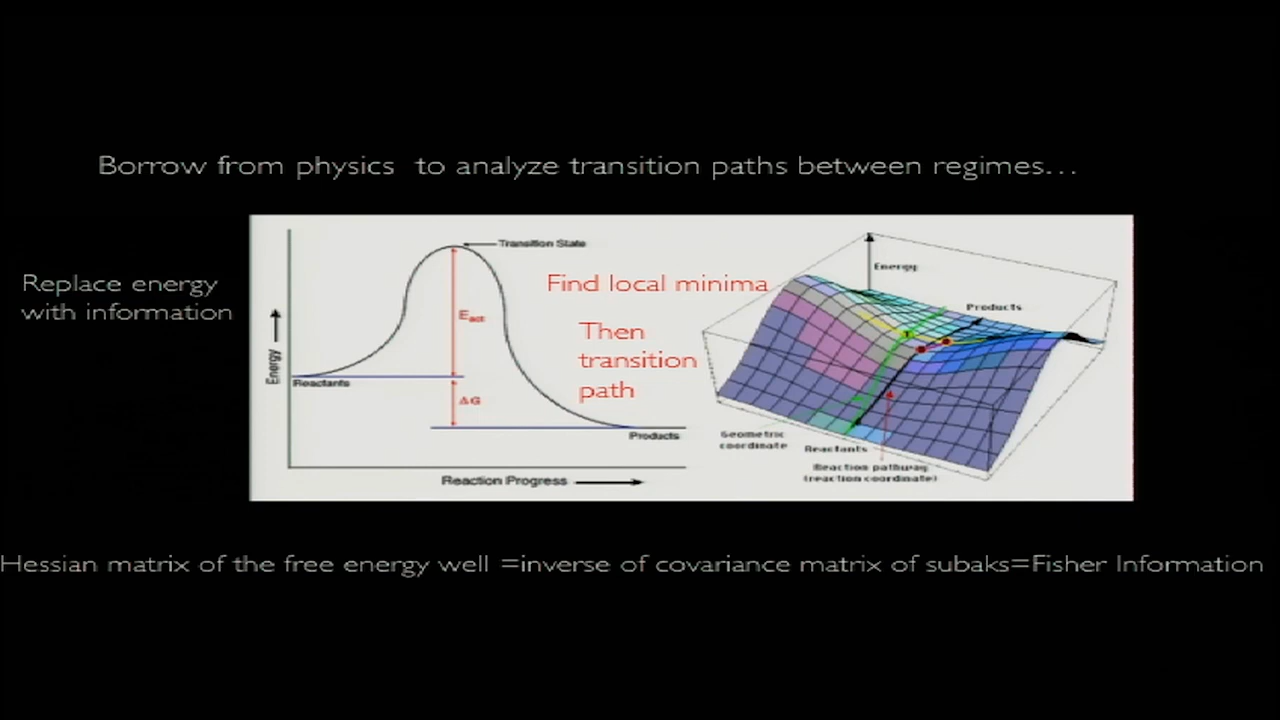 Borrow from physics to analyze transition paths between regimes...
Replace energy
with information
Transition State
Find local minima
Then
transition
path
Energy
Eact
Reactants
ΔG
Products
Reaction Progress
Energy
Products
Geometric
coordinate
Reactants
Reaction pathway
(reaction coordinate)
Hessian matrix of the free energy well =inverse of covariance matrix of subaks=Fisher Information